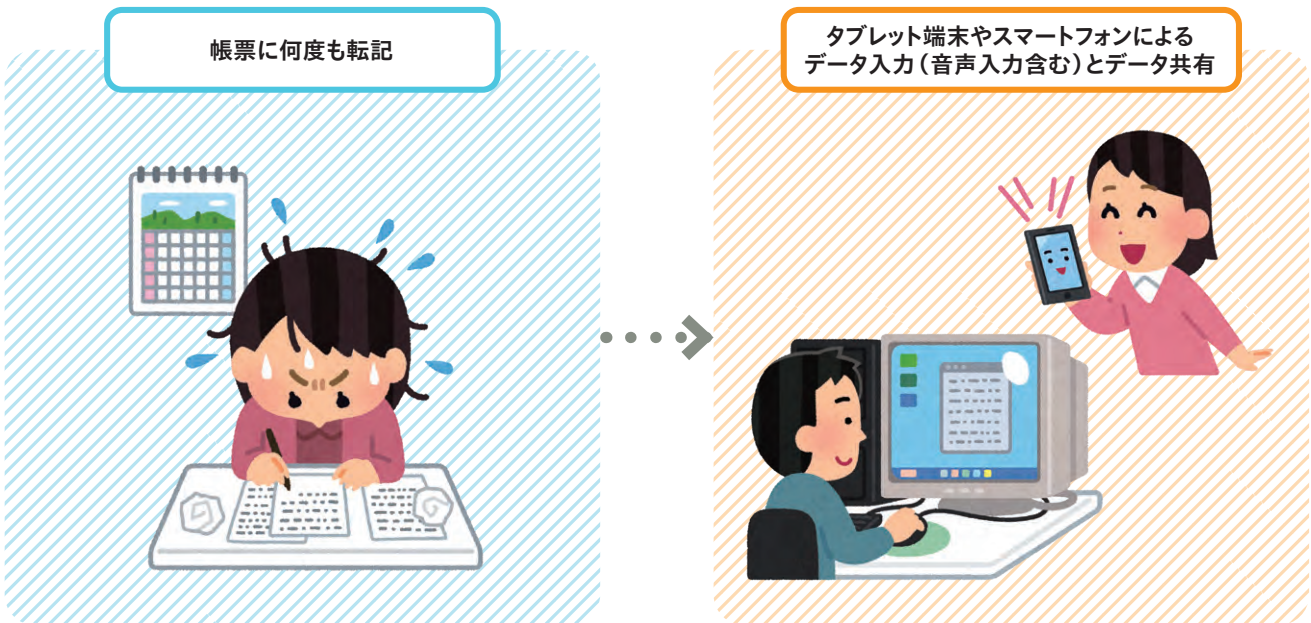 帳票に何度も転記
タブレット端末やスマートフォンによる
データ入力（音声入力含む）とデータ共有